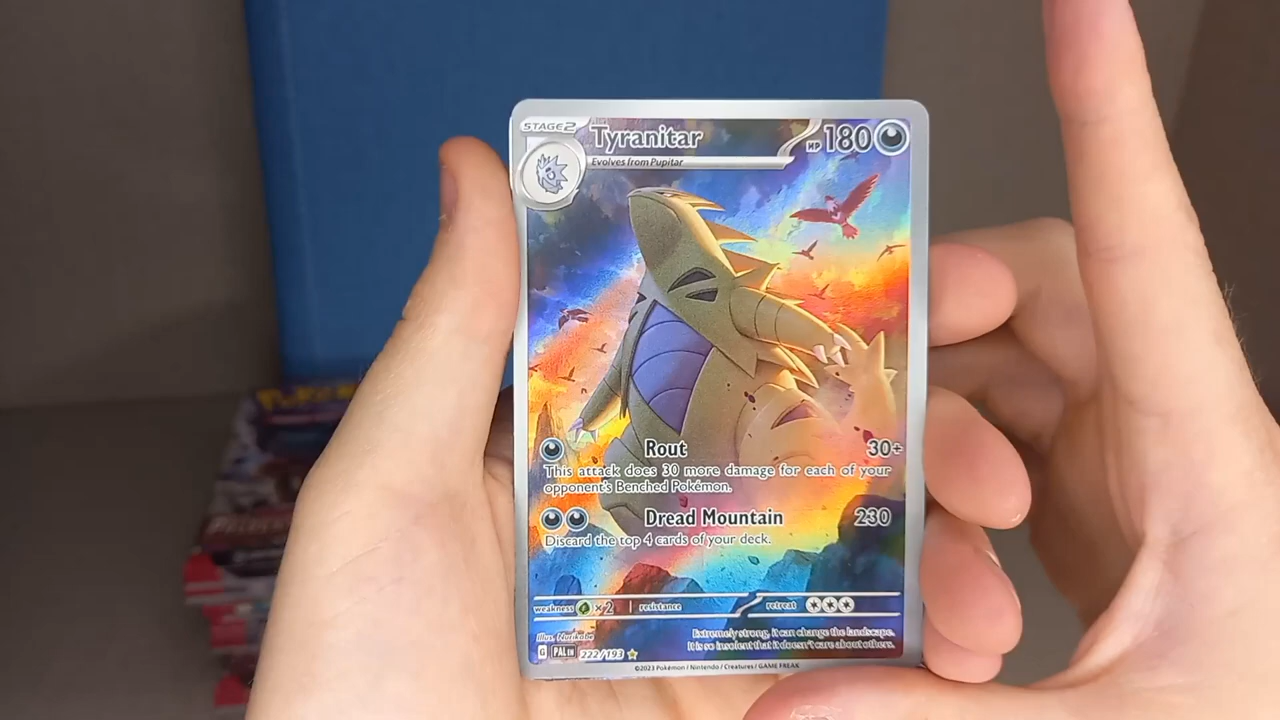 STAGE2
Tyranitar
HP 180
Evolves from Pupitar
Rout 30+
This attack does 30 more damage for each of your
opponent's Benched Pokémon.
Dread Mountain 230
Discard the top 4 cards of your deck.
weakness ×2 resistance retreat
Illus. Nurikabe
Extremely strong, it can change the landscape.
It is so insolent that it doesn't care about others.
G PAL EN 222/193
©2023 Pokémon / Nintendo / Creatures / GAME FREAK